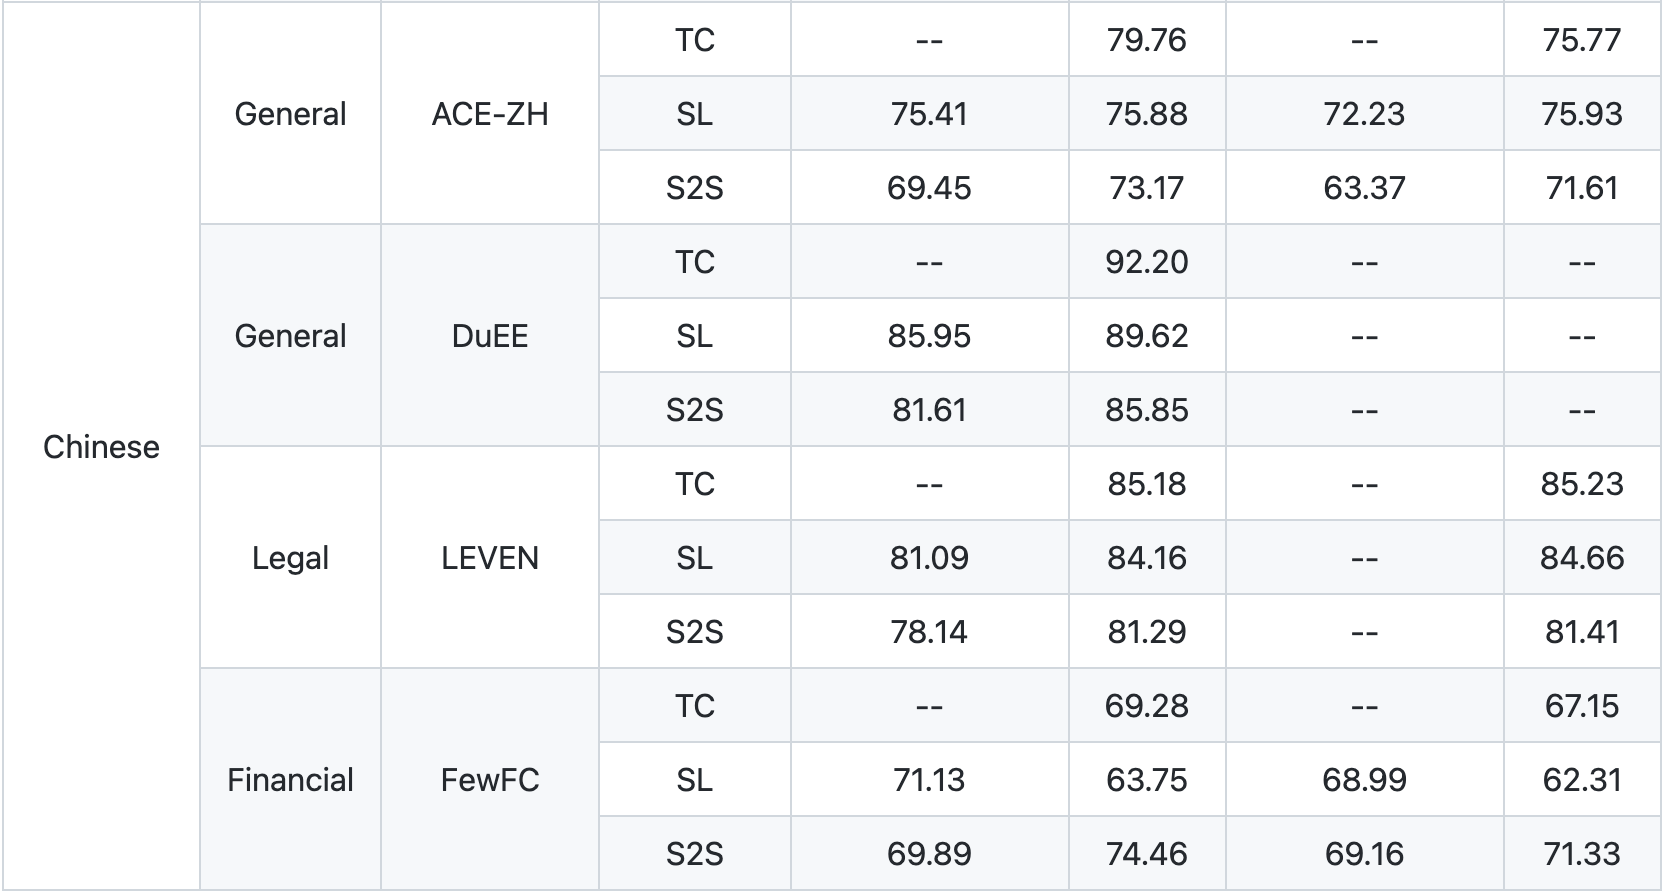 TC -- 79.76 -- 75.77
General ACE-ZH SL 75.41 75.88 72.23 75.93
S2S 69.45 73.17 63.37 71.61
TC -- 92.20 -- --
General DuEE SL 85.95 89.62 -- --
S2S 81.61 85.85 -- --
Chinese
TC -- 85.18 -- 85.23
Legal LEVEN SL 81.09 84.16 -- 84.66
S2S 78.14 81.29 -- 81.41
TC -- 69.28 -- 67.15
Financial FewFC SL 71.13 63.75 68.99 62.31
S2S 69.89 74.46 69.16 71.33